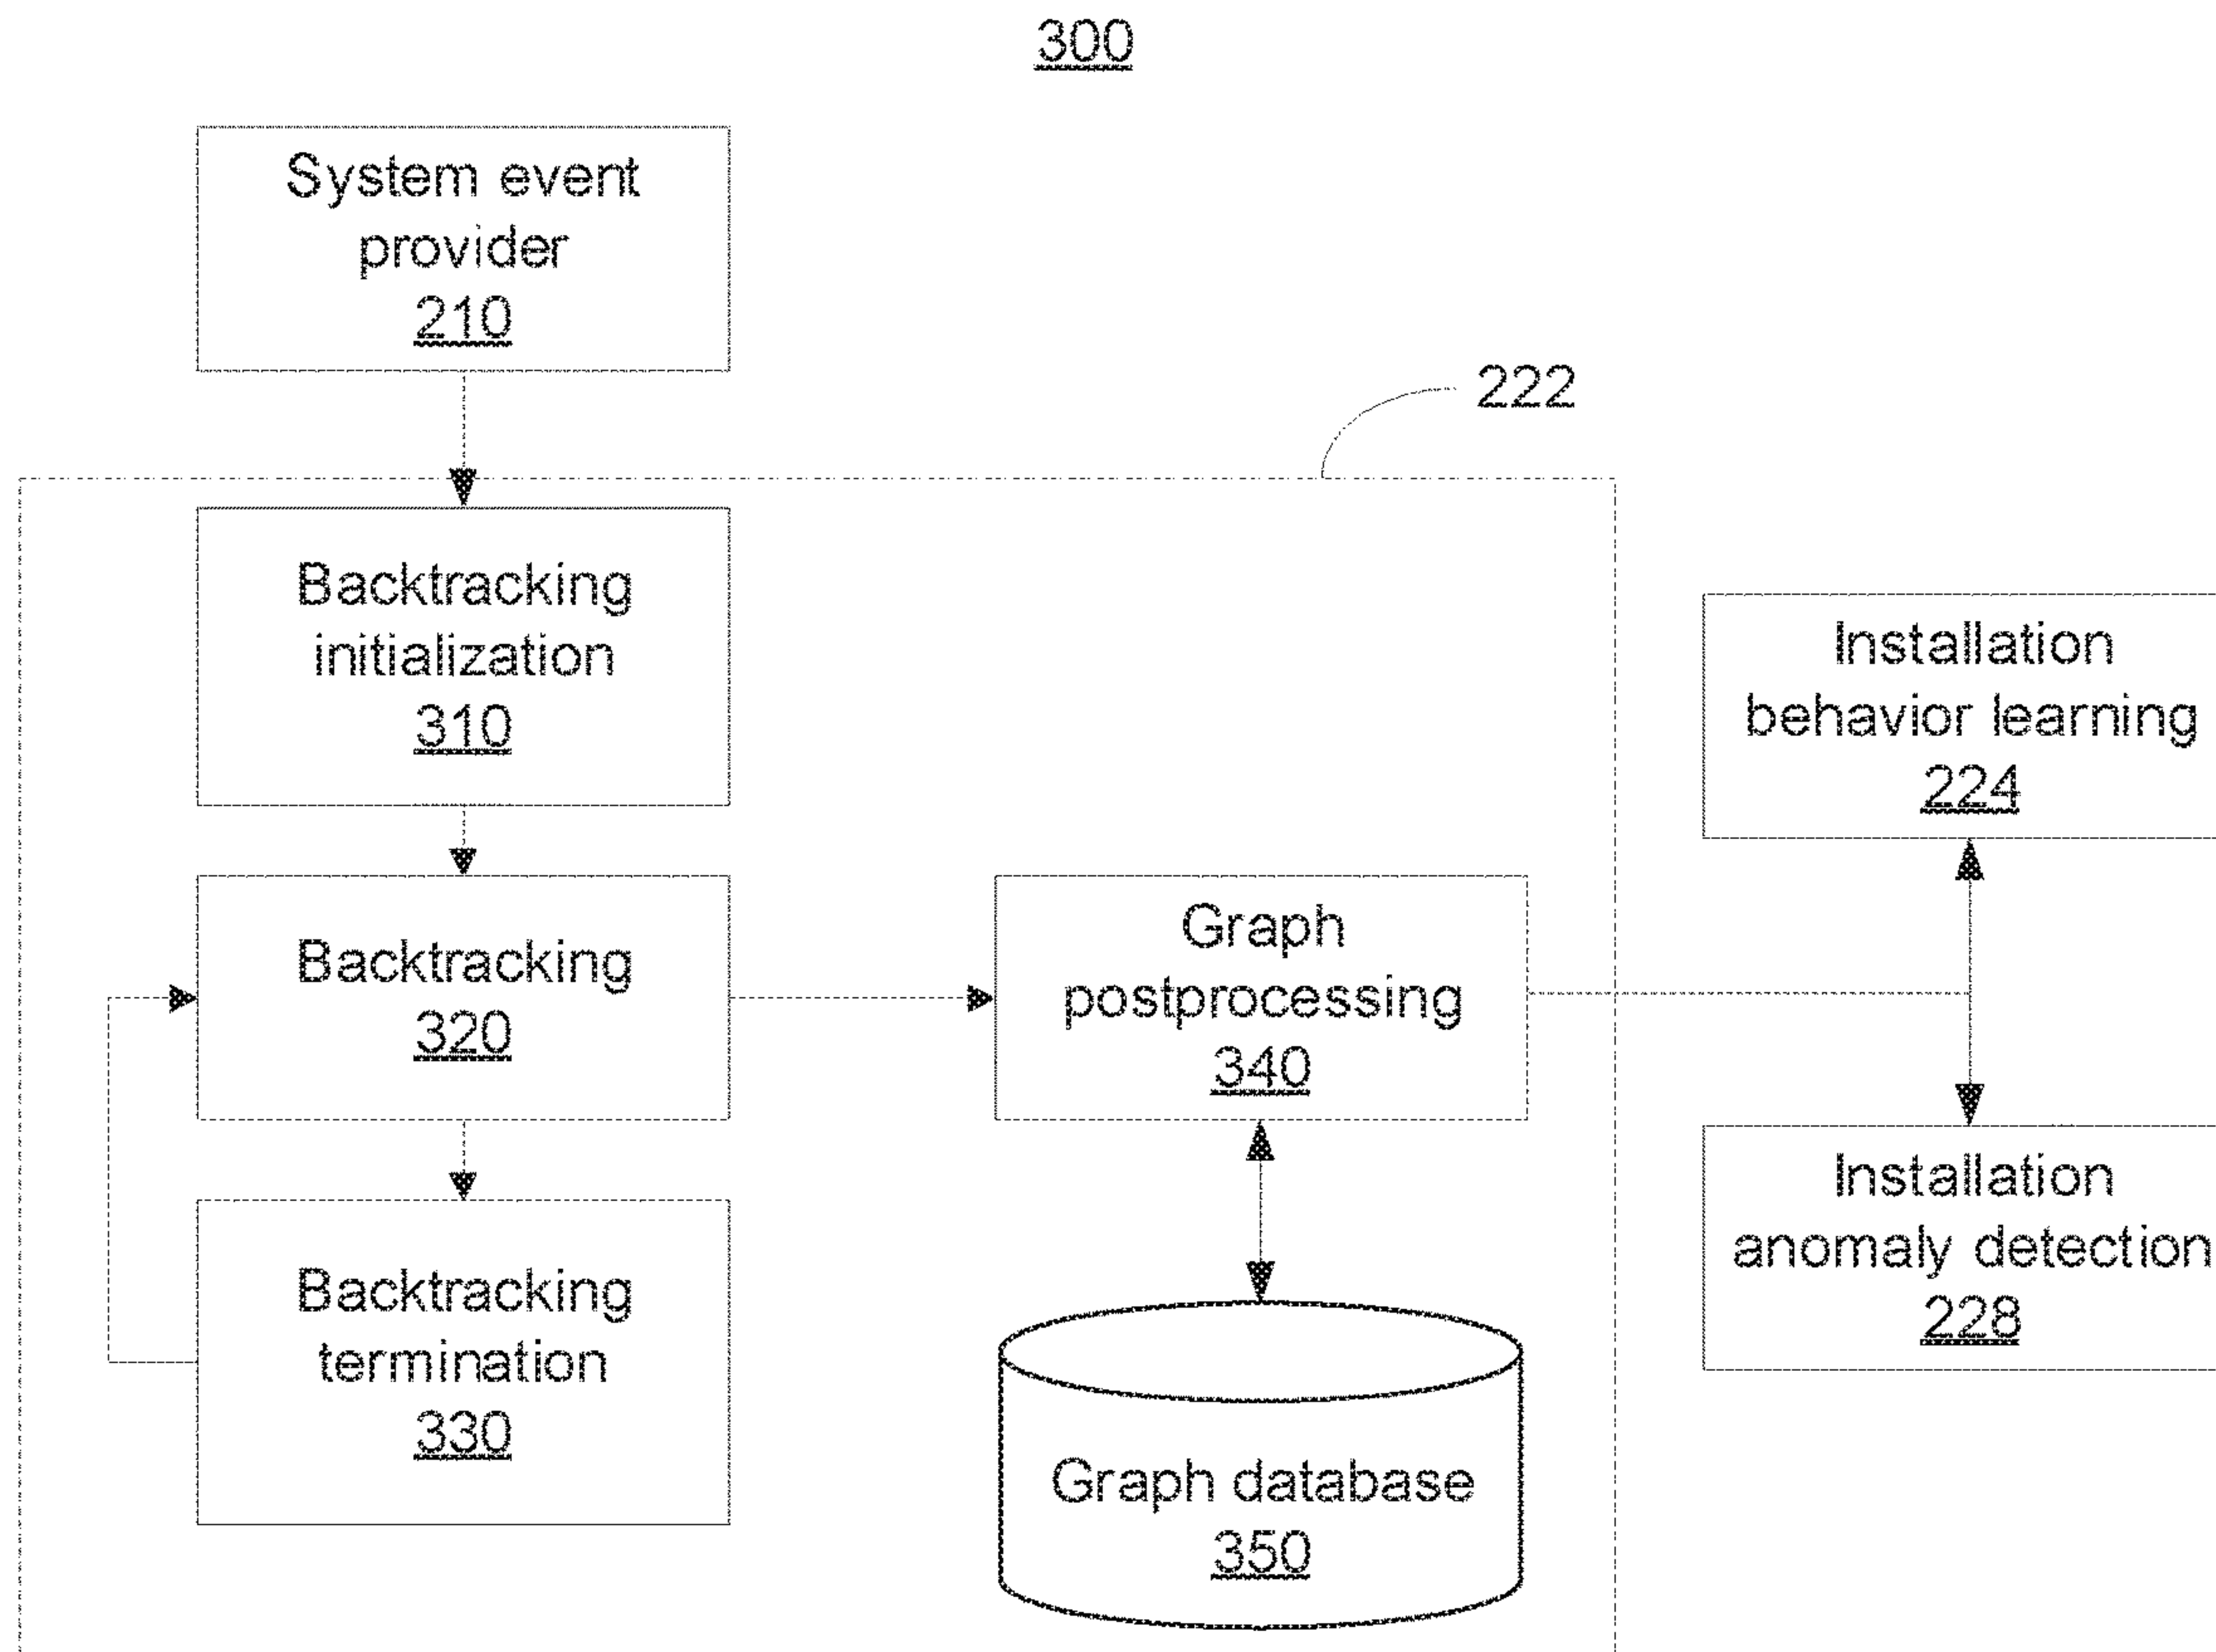 300
System event
provider
210
222
Backtracking
initialization
310
Installation
behavior learning
224
Backtracking
320
Graph
postprocessing
340
Installation
anomaly detection
228
Backtracking
termination
330
Graph database
350